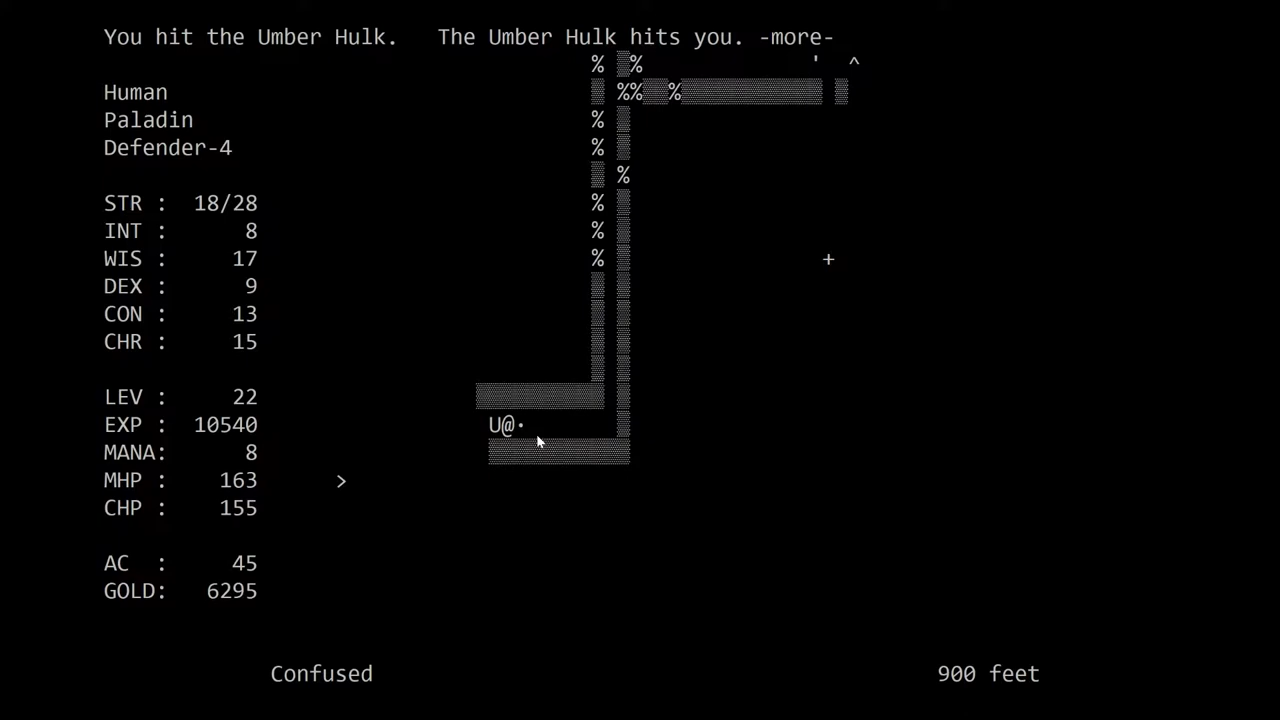 You hit the Umber Hulk.   The Umber Hulk hits you. -more-
% % ' ^
Human %% %
Paladin %
Defender-4 %
%
STR :  18/28 %
INT :      8 %
WIS :     17 % +
DEX :      9
CON :     13
CHR :     15
LEV :     22
EXP :  10540 U@·
MANA:      8
MHP :    163 >
CHP :    155
AC  :     45
GOLD:   6295
Confused 900 feet